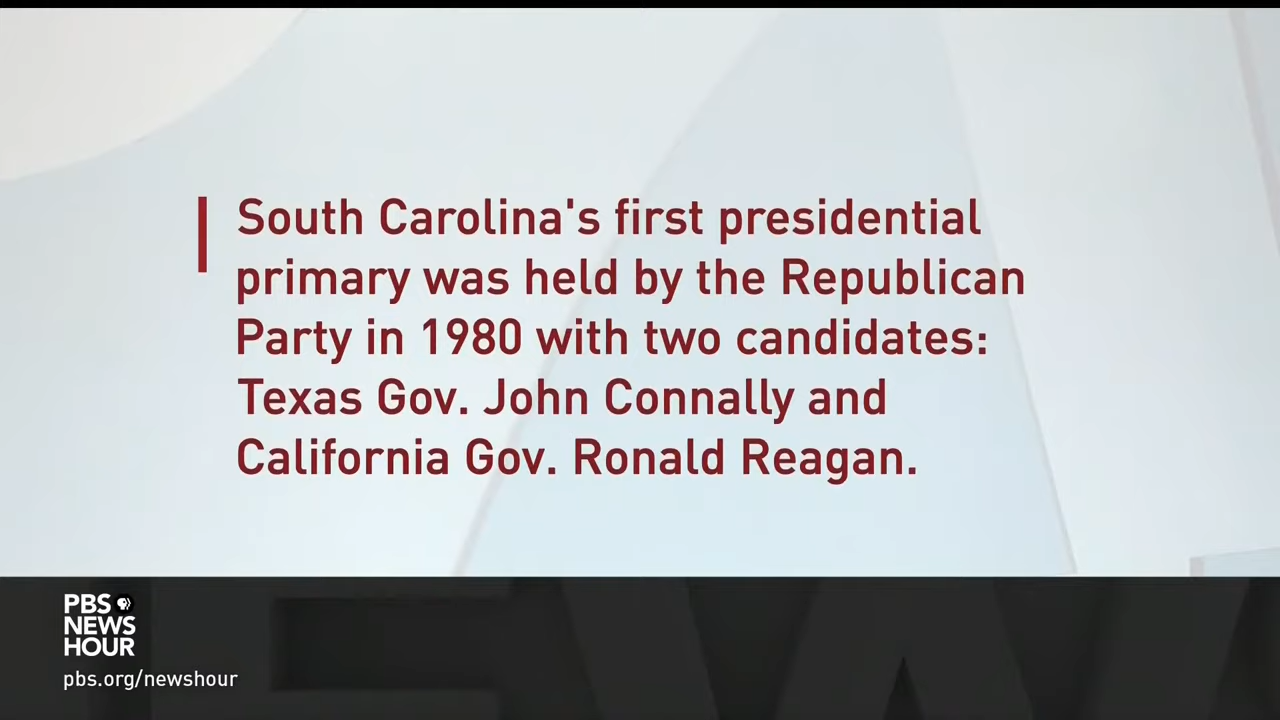 South Carolina's first presidential
primary was held by the Republican
Party in 1980 with two candidates:
Texas Gov. John Connally and
California Gov. Ronald Reagan.
PBS
NEWS
HOUR
pbs.org/newshour